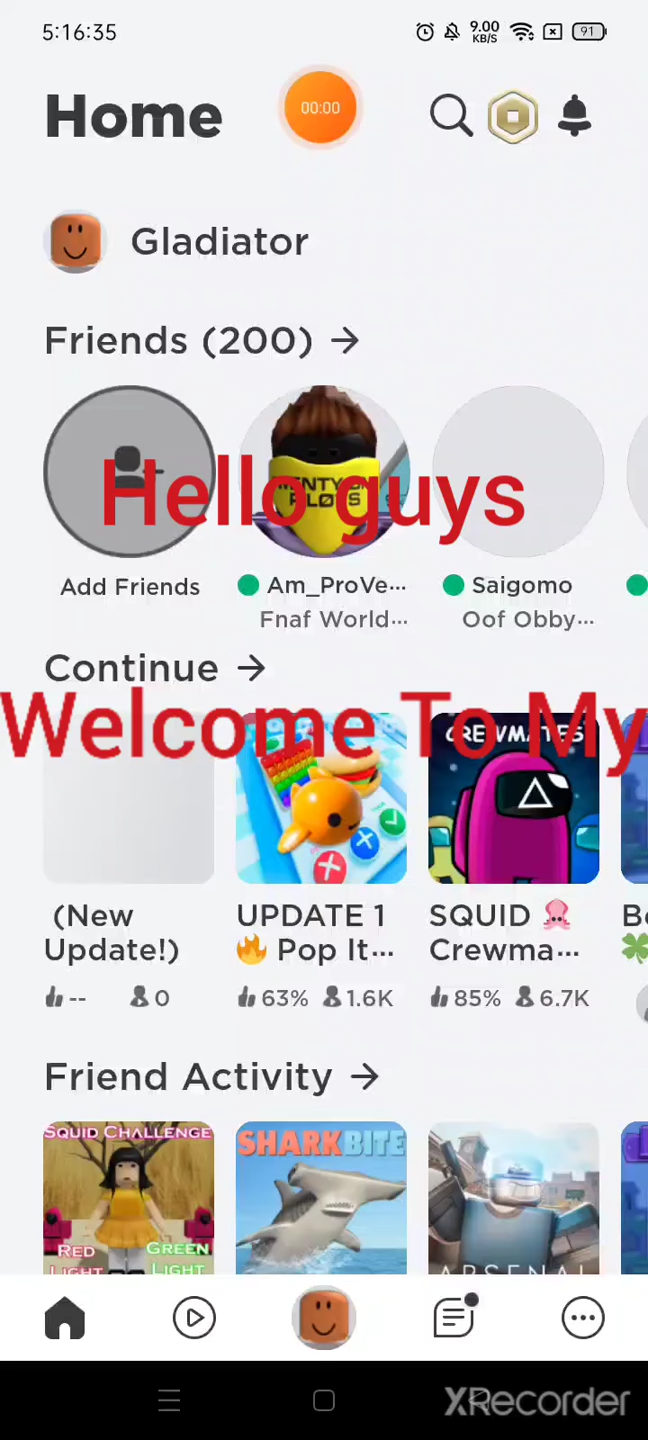 5:16:35
9.00
KB/S
91
Home
00:00
Gladiator
Friends (200) →
Hello guys
Add Friends
Am_ProVe...
Saigomo
Fnaf World...
Oof Obby...
Continue →
Welcome To My
CREWMATES
(New
Update!)
UPDATE 1
🔥 Pop It...
SQUID 🦑
Crewma...
--
0
63%
1.6K
85%
6.7K
Friend Activity →
SQUID CHALLENGE
RED
LIGHT
GREEN
LIGHT
SHARKBITE
ARSENAL
XRecorder